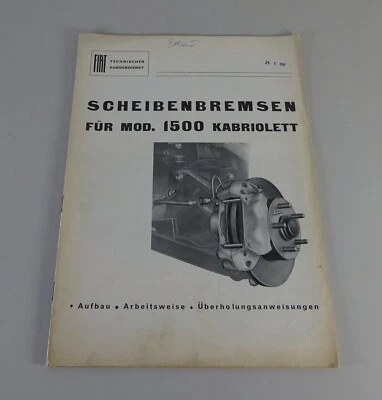 FIAT
TECHNISCHER
KUNDENDIENST
SCHEIBENBREMSEN
FÜR MOD. 1500 KABRIOLETT
• Aufbau • Arbeitsweise • Überholungsanweisungen